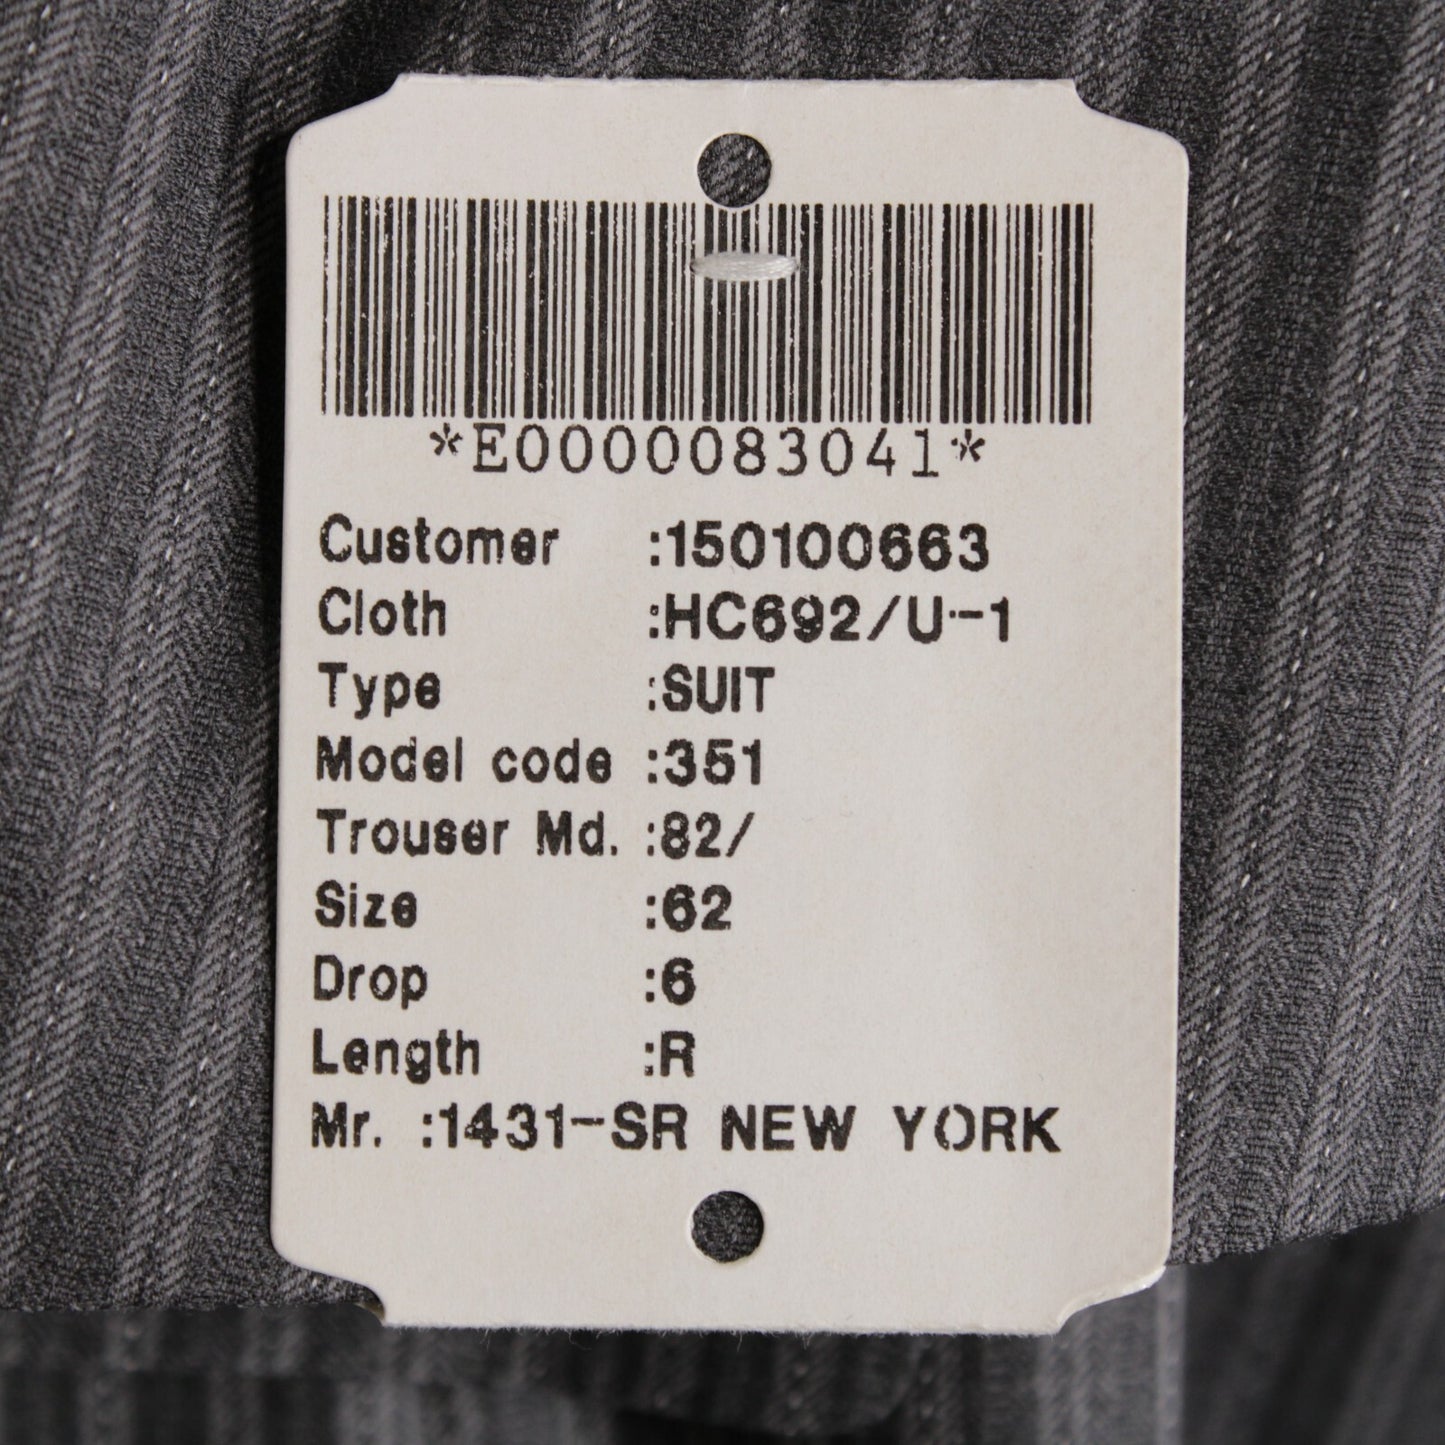 *E0000083041*
Customer :150100663
Cloth :HC692/U-1
Type :SUIT
Model code :351
Trouser Md. :82/
Size :62
Drop :6
Length :R
Mr. :1431-SR NEW YORK